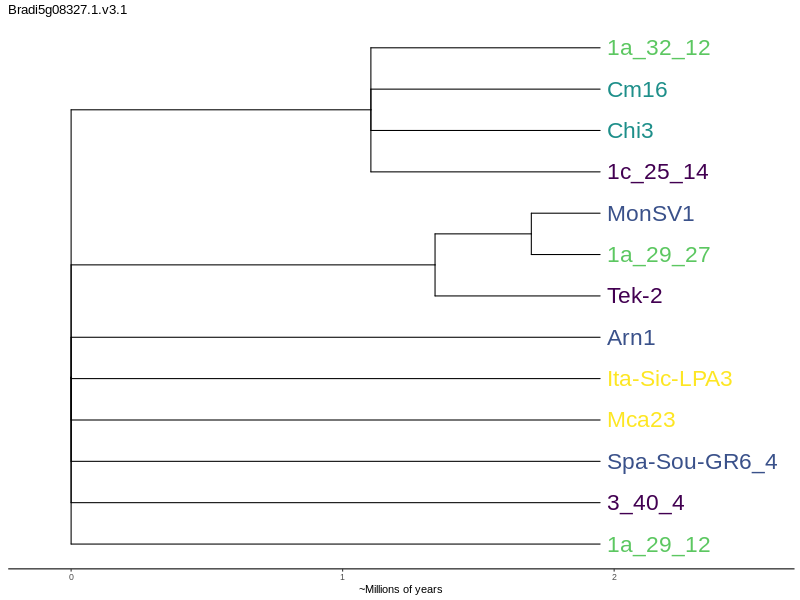 Bradi5g08327.1.v3.1
1a_32_12
Cm16
Chi3
1c_25_14
MonSV1
1a_29_27
Tek-2
Arn1
Ita-Sic-LPA3
Mca23
Spa-Sou-GR6_4
3_40_4
1a_29_12
0 1 2
~Millions of years